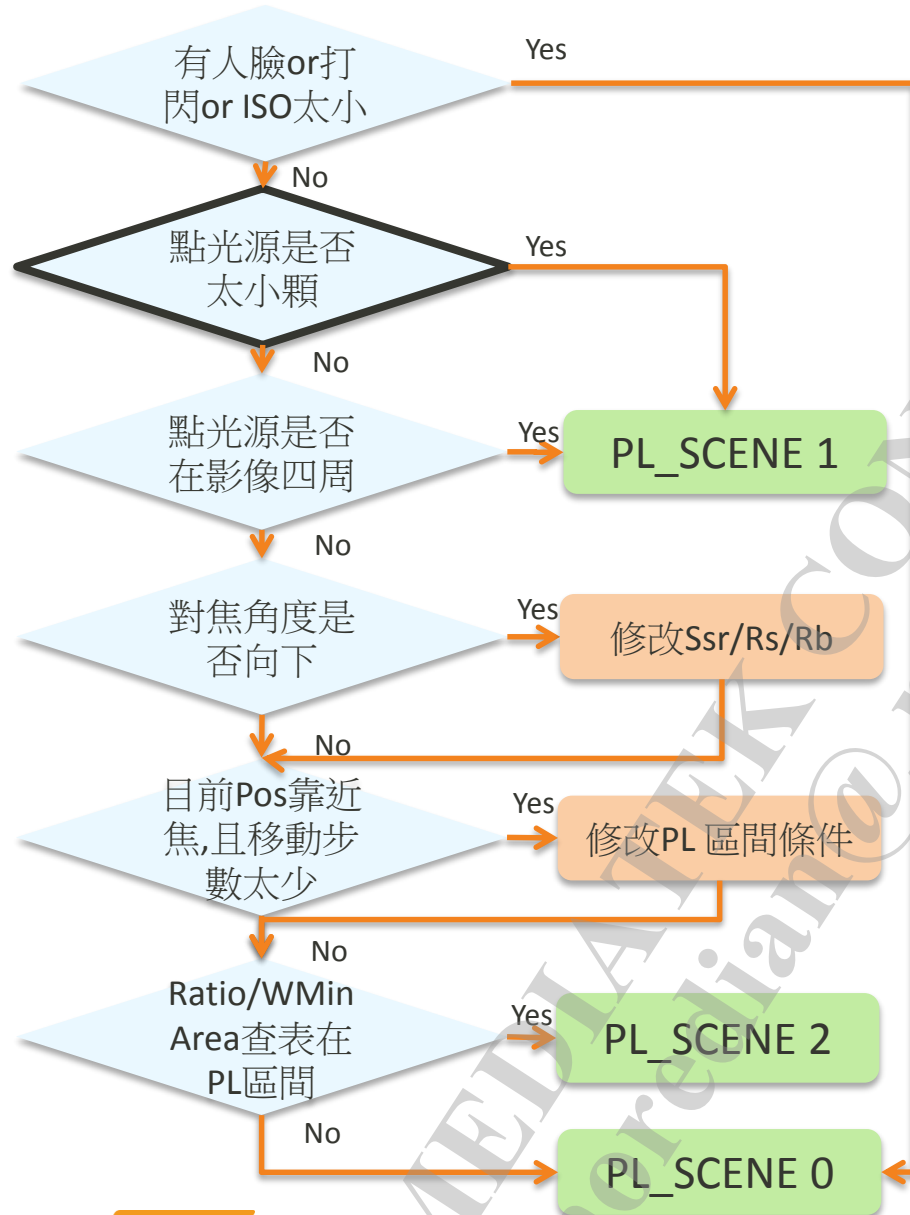 有人臉or打
閃or ISO太小
Yes
No
點光源是否
太小顆
Yes
No
點光源是否
在影像四周
Yes
PL_SCENE 1
No
對焦角度是
否向下
Yes
修改Ssr/Rs/Rb
No
目前Pos靠近
焦,且移動步
數太少
Yes
修改PL 區間條件
No
Ratio/WMin
Area查表在
PL區間
Yes
PL_SCENE 2
No
PL_SCENE 0
MEDIATEK CON